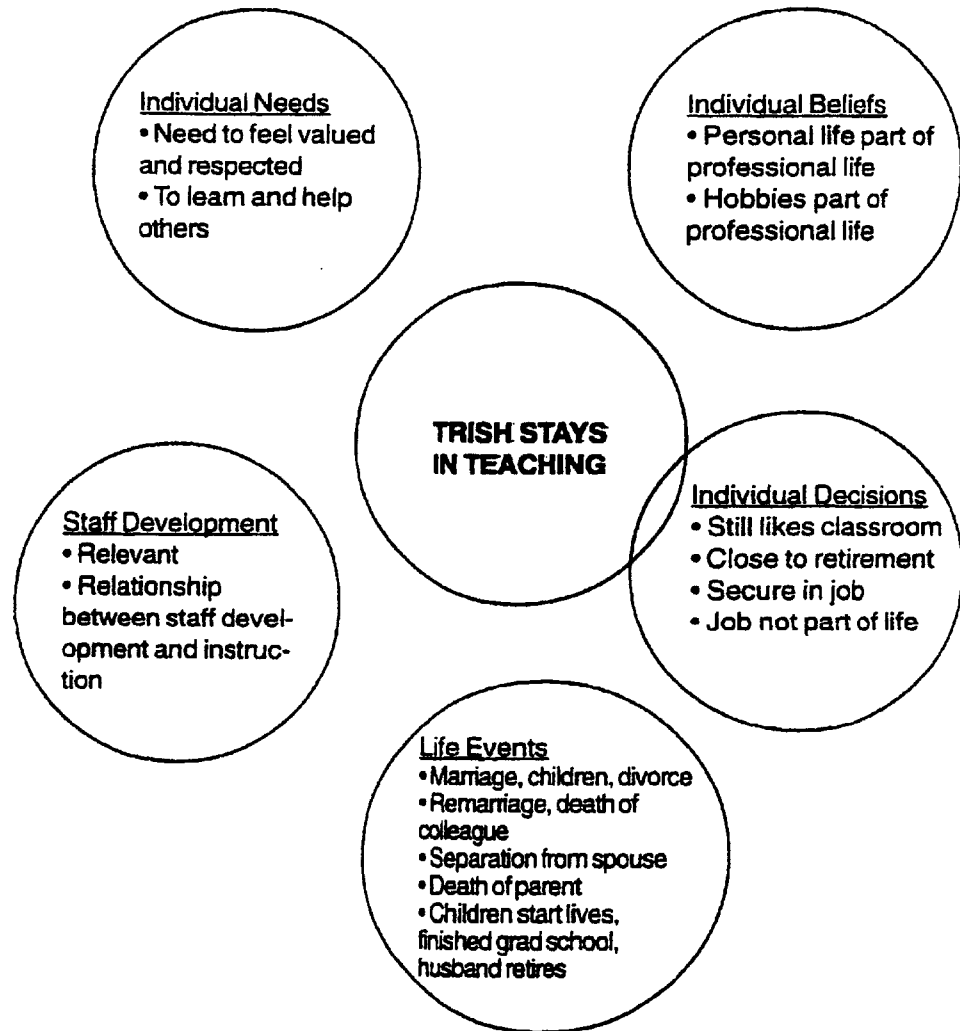 Individual Needs
• Need to feel valued
and respected
• To learn and help
others
Individual Beliefs
• Personal life part of
professional life
• Hobbies part of
professional life
TRISH STAYS
IN TEACHING
Staff Development
• Relevant
• Relationship
between staff devel-
opment and instruc-
tion
Individual Decisions
• Still likes classroom
• Close to retirement
• Secure in job
• Job not part of life
Life Events
• Marriage, children, divorce
• Remarriage, death of
colleague
• Separation from spouse
• Death of parent
• Children start lives,
finished grad school,
husband retires